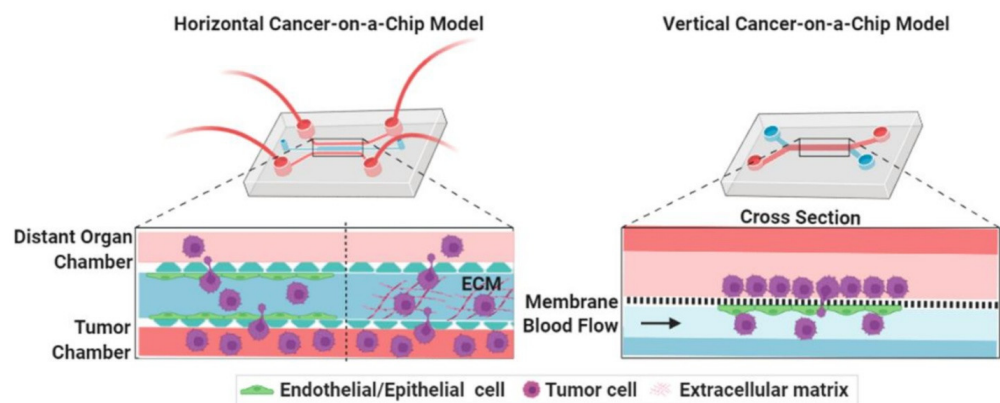 Horizontal Cancer-on-a-Chip Model
Vertical Cancer-on-a-Chip Model
Distant Organ
Chamber
ECM
Tumor
Chamber
Cross Section
Membrane
Blood Flow
Endothelial/Epithelial cell
Tumor cell
Extracellular matrix